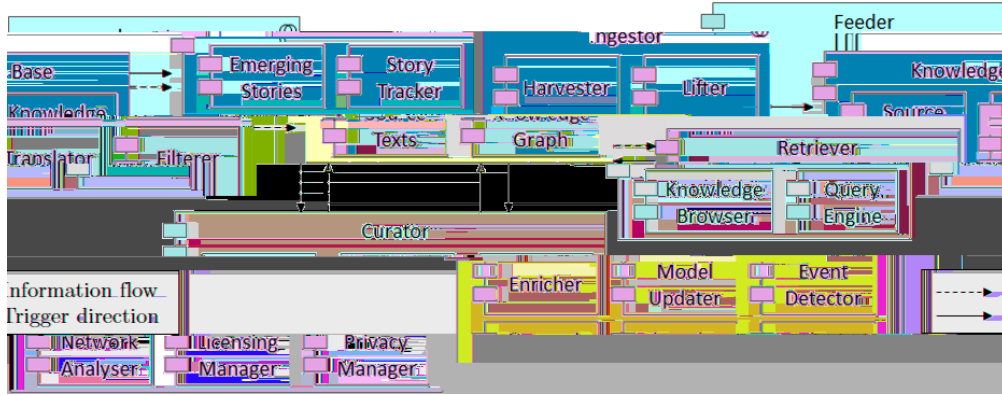 Feeder
ngestor
Base
Emerging
Stories
Story
Tracker
Harvester
Lifter
Knowledge
Knowledge
Source
Texts
Graph
Translator
Filterer
Retriever
Knowledge
Browser
Query
Engine
Curator
Information flow
Trigger direction
Enricher
Model
Updater
Event
Detector
Network
Analyser
Licensing
Manager
Privacy
Manager